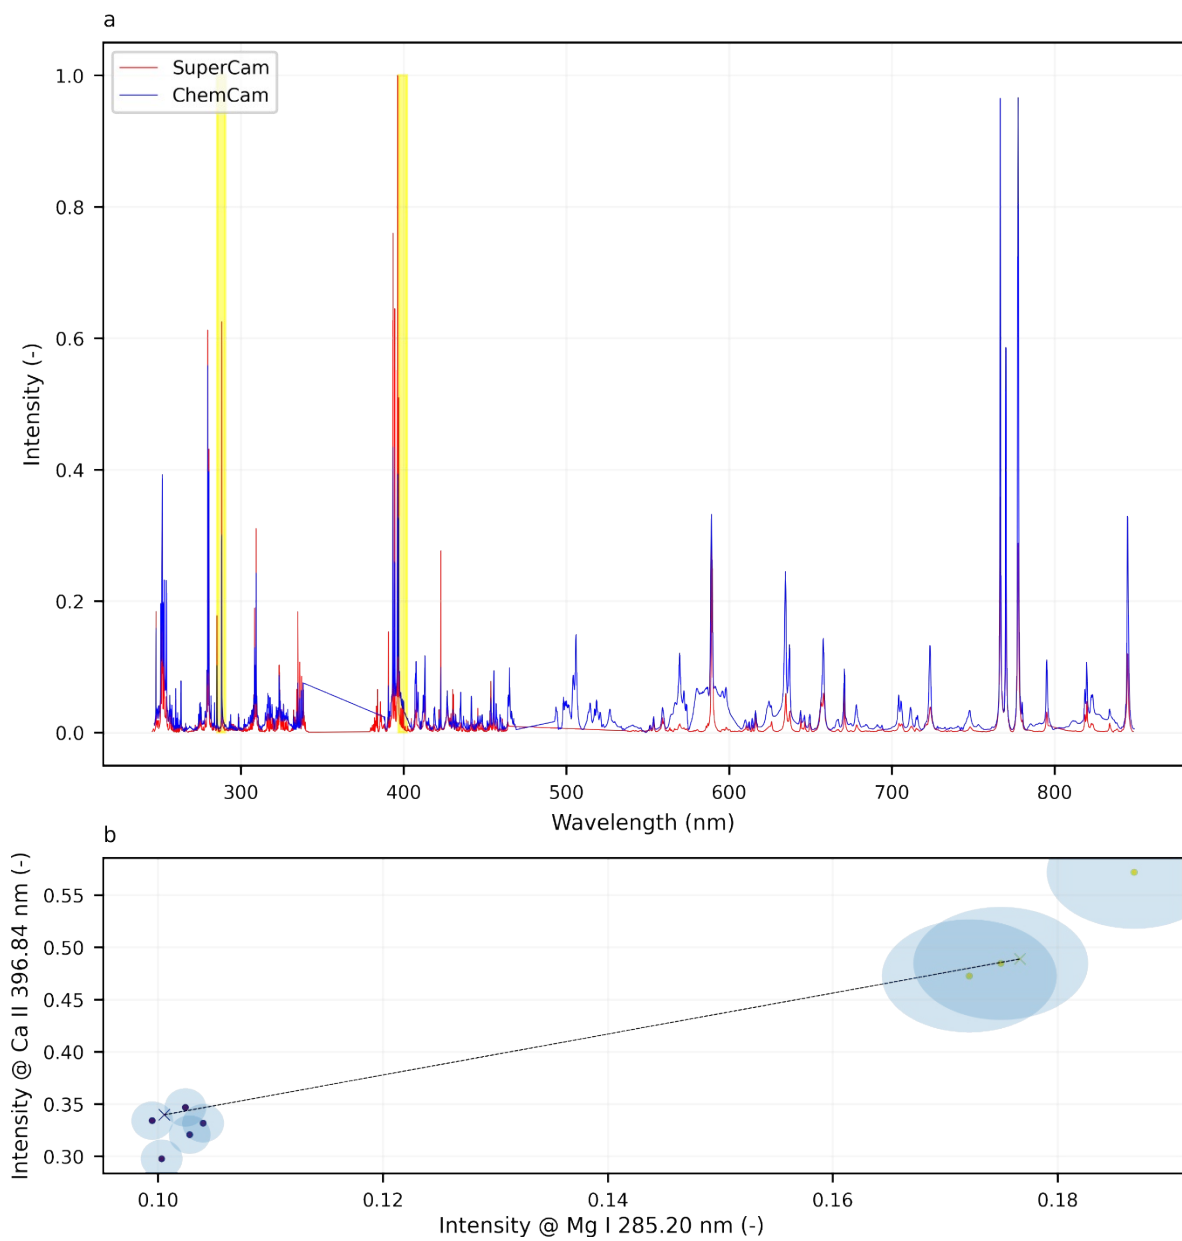 a
SuperCam
ChemCam
1.0
0.8
0.6
0.4
0.2
0.0
Intensity (-)
300 400 500 600 700 800
Wavelength (nm)
b
0.55
0.50
0.45
0.40
0.35
0.30
Intensity @ Ca II 396.84 nm (-)
0.10 0.12 0.14 0.16 0.18
Intensity @ Mg I 285.20 nm (-)